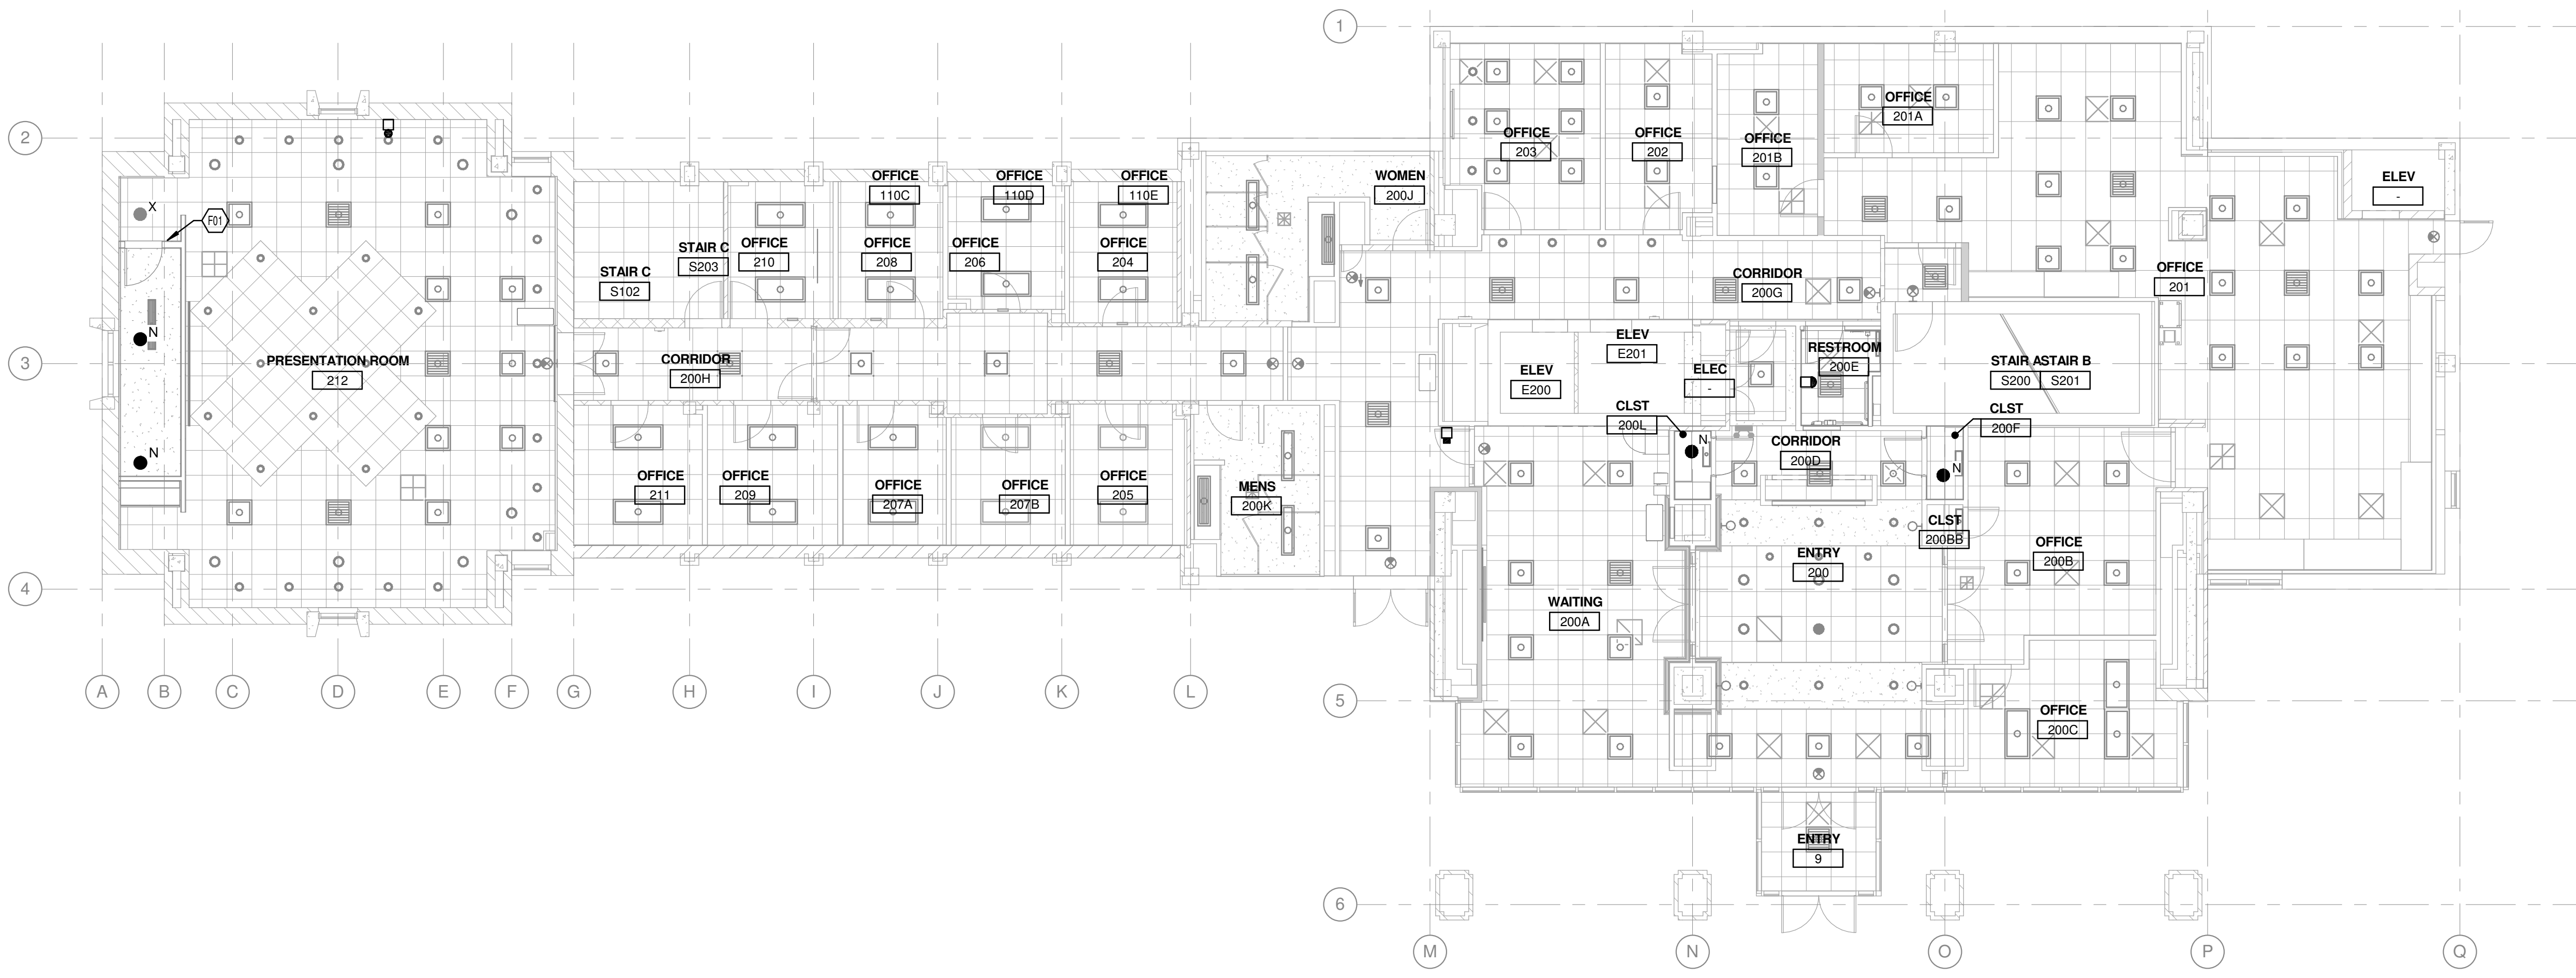 1
2
3
4
5
6
A
B
C
D
E
F
G
H
I
J
K
L
M
N
O
P
Q
X
F01
N
N
PRESENTATION ROOM
212
STAIR C
S102
STAIR C
S203
OFFICE
210
OFFICE
110C
OFFICE
208
OFFICE
110D
OFFICE
206
OFFICE
110E
OFFICE
204
CORRIDOR
200H
OFFICE
211
OFFICE
209
OFFICE
207A
OFFICE
207B
OFFICE
205
WOMEN
200J
MENS
200K
OFFICE
203
OFFICE
202
OFFICE
201B
OFFICE
201A
OFFICE
201
ELEV
-
CORRIDOR
200G
ELEV
E201
ELEV
E200
ELEC
-
RESTROOM
200E
STAIR A
S200
STAIR B
S201
CLST
200L
N
CORRIDOR
200D
CLST
200F
N
CLST
200BB
OFFICE
200B
ENTRY
200
WAITING
200A
OFFICE
200C
ENTRY
9